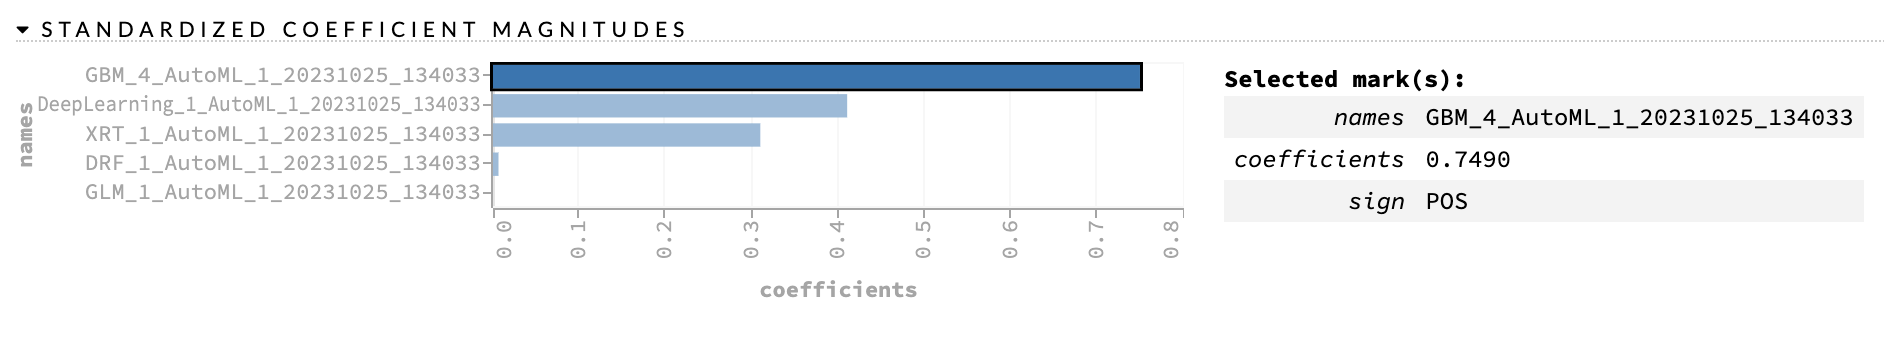 STANDARDIZED COEFFICIENT MAGNITUDES
names
GBM_4_AutoML_1_20231025_134033
DeepLearning_1_AutoML_1_20231025_134033
XRT_1_AutoML_1_20231025_134033
DRF_1_AutoML_1_20231025_134033
GLM_1_AutoML_1_20231025_134033
0.0 0.1 0.2 0.3 0.4 0.5 0.6 0.7 0.8
coefficients
Selected mark(s):
names GBM_4_AutoML_1_20231025_134033
coefficients 0.7490
sign POS